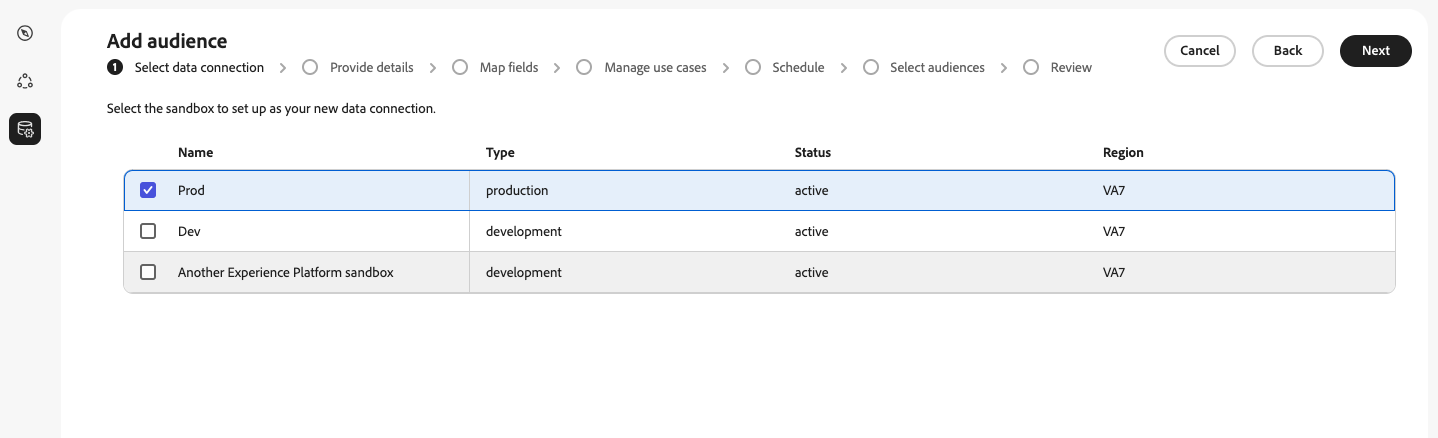 Add audience
Cancel Back Next
1 Select data connection Provide details Map fields Manage use cases Schedule Select audiences Review
Select the sandbox to set up as your new data connection.
Name Type Status Region
Prod production active VA7
Dev development active VA7
Another Experience Platform sandbox development active VA7